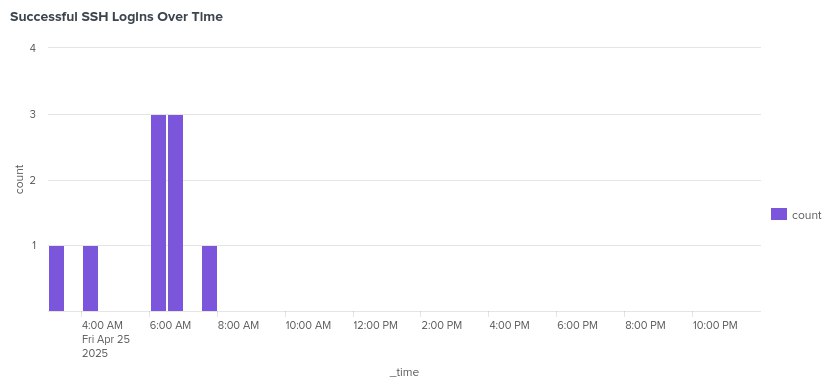 Successful SSH Logins Over Time
4
3
2
1
count
4:00 AM
Fri Apr 25
2025
6:00 AM
8:00 AM
10:00 AM
12:00 PM
2:00 PM
4:00 PM
6:00 PM
8:00 PM
10:00 PM
_time
count